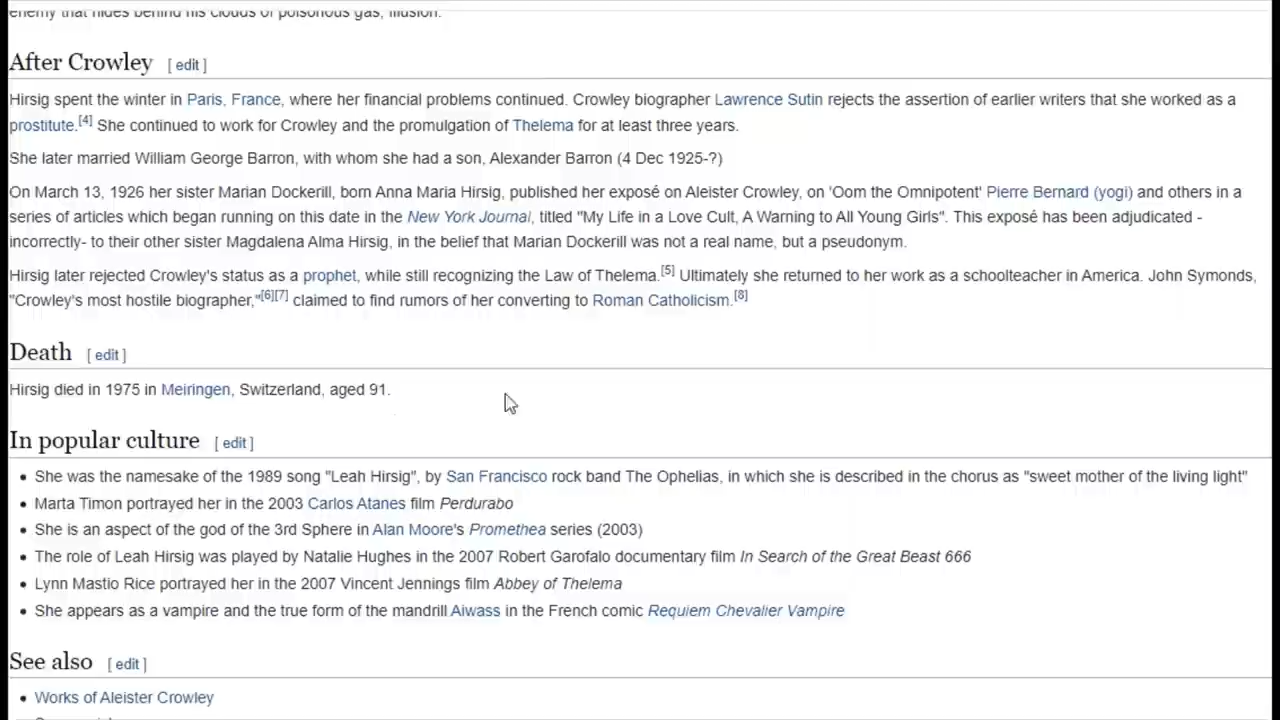 enemy that hides behind his clouds of poisonous gas, illusion.
After Crowley [ edit ]
Hirsig spent the winter in Paris, France, where her financial problems continued. Crowley biographer Lawrence Sutin rejects the assertion of earlier writers that she worked as a
prostitute.[4] She continued to work for Crowley and the promulgation of Thelema for at least three years.
She later married William George Barron, with whom she had a son, Alexander Barron (4 Dec 1925-?)
On March 13, 1926 her sister Marian Dockerill, born Anna Maria Hirsig, published her exposé on Aleister Crowley, on 'Oom the Omnipotent' Pierre Bernard (yogi) and others in a
series of articles which began running on this date in the New York Journal, titled "My Life in a Love Cult, A Warning to All Young Girls". This exposé has been adjudicated -
incorrectly- to their other sister Magdalena Alma Hirsig, in the belief that Marian Dockerill was not a real name, but a pseudonym.
Hirsig later rejected Crowley's status as a prophet, while still recognizing the Law of Thelema.[5] Ultimately she returned to her work as a schoolteacher in America. John Symonds,
"Crowley's most hostile biographer,"[6][7] claimed to find rumors of her converting to Roman Catholicism.[8]
Death [ edit ]
Hirsig died in 1975 in Meiringen, Switzerland, aged 91.
In popular culture [ edit ]
• She was the namesake of the 1989 song "Leah Hirsig", by San Francisco rock band The Ophelias, in which she is described in the chorus as "sweet mother of the living light"
• Marta Timon portrayed her in the 2003 Carlos Atanes film Perdurabo
• She is an aspect of the god of the 3rd Sphere in Alan Moore's Promethea series (2003)
• The role of Leah Hirsig was played by Natalie Hughes in the 2007 Robert Garofalo documentary film In Search of the Great Beast 666
• Lynn Mastio Rice portrayed her in the 2007 Vincent Jennings film Abbey of Thelema
• She appears as a vampire and the true form of the mandrill Aiwass in the French comic Requiem Chevalier Vampire
See also [ edit ]
• Works of Aleister Crowley